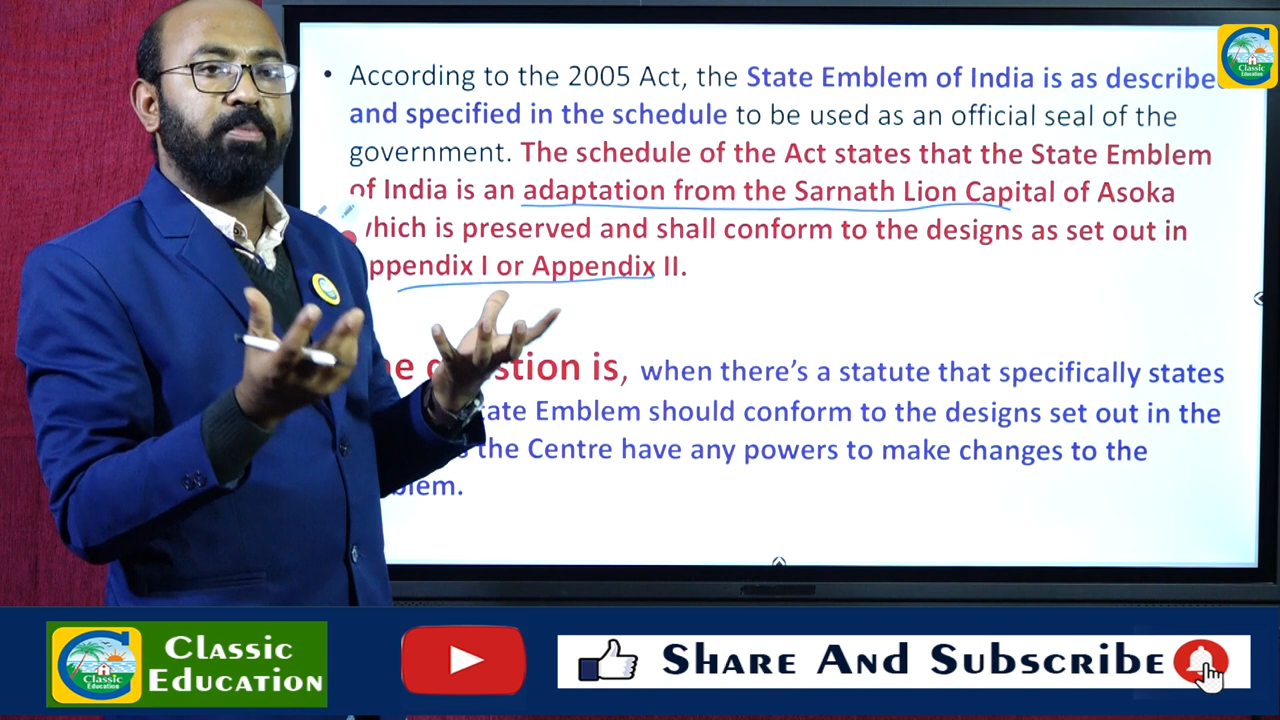 • According to the 2005 Act, the State Emblem of India is as
and specified in the schedule to be used as an official seal of the
government. The schedule of the Act states that the State Emblem
of India is an adaptation from the Sarnath Lion Capital of Asoka
which is preserved and shall conform to the designs as set out in
Appendix I or Appendix II.
question is, when there's a statute that specifically states
Emblem should conform to the designs set out in the
the Centre have any powers to make changes to the
Classic
Education
Classic
Education
CLASSIC
EDUCATION
SHARE AND SUBSCRIBE